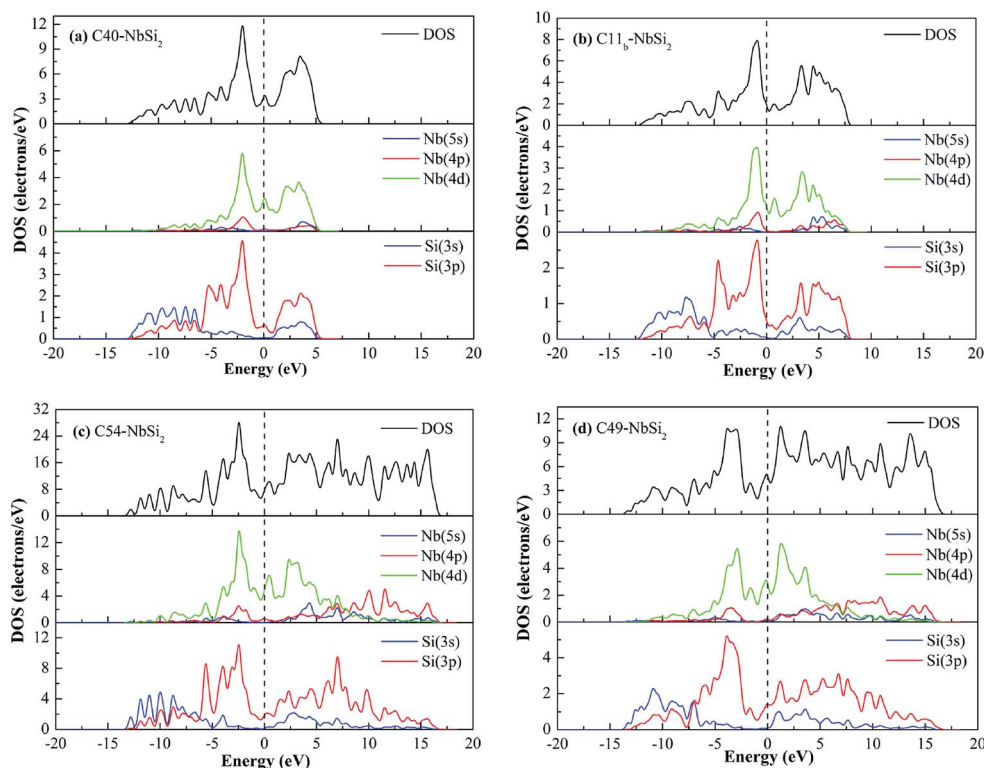 (a) C40-NbSi2
DOS
12
9
6
3
0
Nb(5s)
Nb(4p)
Nb(4d)
6
4
2
0
Si(3s)
Si(3p)
4
3
2
1
0
DOS (electrons/eV)
-20 -15 -10 -5 0 5 10 15 20
Energy (eV)
(b) C11b-NbSi2
DOS
10
8
6
4
2
0
Nb(5s)
Nb(4p)
Nb(4d)
4
3
2
1
0
Si(3s)
Si(3p)
2
1
0
DOS (electrons/eV)
-20 -15 -10 -5 0 5 10 15 20
Energy (eV)
(c) C54-NbSi2
DOS
32
24
16
8
0
Nb(5s)
Nb(4p)
Nb(4d)
12
8
4
0
Si(3s)
Si(3p)
12
8
4
0
DOS (electrons/eV)
-20 -15 -10 -5 0 5 10 15 20
Energy (eV)
(d) C49-NbSi2
DOS
12
9
6
3
0
Nb(5s)
Nb(4p)
Nb(4d)
6
4
2
0
Si(3s)
Si(3p)
4
2
0
DOS (electrons/eV)
-20 -15 -10 -5 0 5 10 15 20
Energy (eV)